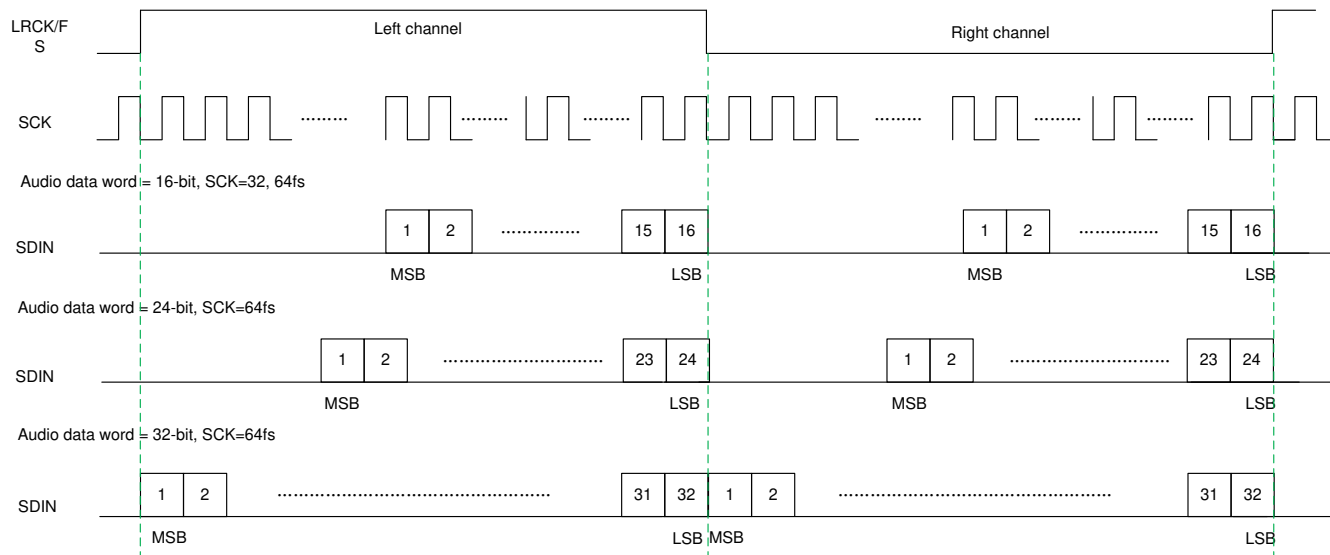 LRCK/F
S
Left channel
Right channel
SCK
Audio data word = 16-bit, SCK=32, 64fs
SDIN
1 2 15 16 1 2 15 16
MSB LSB MSB LSB
Audio data word = 24-bit, SCK=64fs
SDIN
1 2 23 24 1 2 23 24
MSB LSB MSB LSB
Audio data word = 32-bit, SCK=64fs
SDIN
1 2 31 32 1 2 31 32
MSB LSB MSB LSB